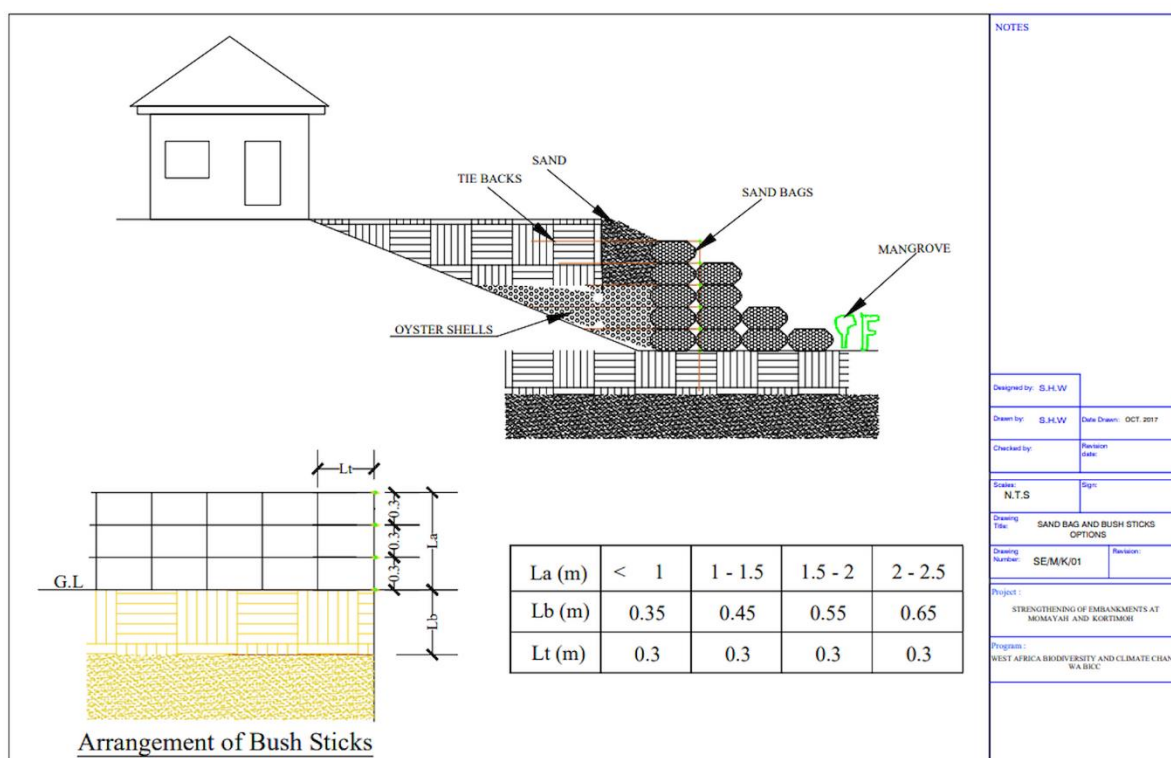 NOTES
SAND
TIE BACKS
SAND BAGS
MANGROVE
OYSTER SHELLS
Lt
0.3
0.3
0.3
La
G.L
Lb
Arrangement of Bush Sticks
La (m) < 1 1 - 1.5 1.5 - 2 2 - 2.5
Lb (m) 0.35 0.45 0.55 0.65
Lt (m) 0.3 0.3 0.3 0.3
Designed by: S.H.W
Drawn by: S.H.W Date Drawn: OCT. 2017
Checked by: Revision
date:
Scales: Sign:
N.T.S
Drawing
Title: SAND BAG AND BUSH STICKS
OPTIONS
Drawing
Number: SE/M/K/01 Revision:
Project :
STRENGTHENING OF EMBANKMENTS AT
MOMAYAH AND KORTIMOH
Program :
WEST AFRICA BIODIVERSITY AND CLIMATE CHAN
WA BICC